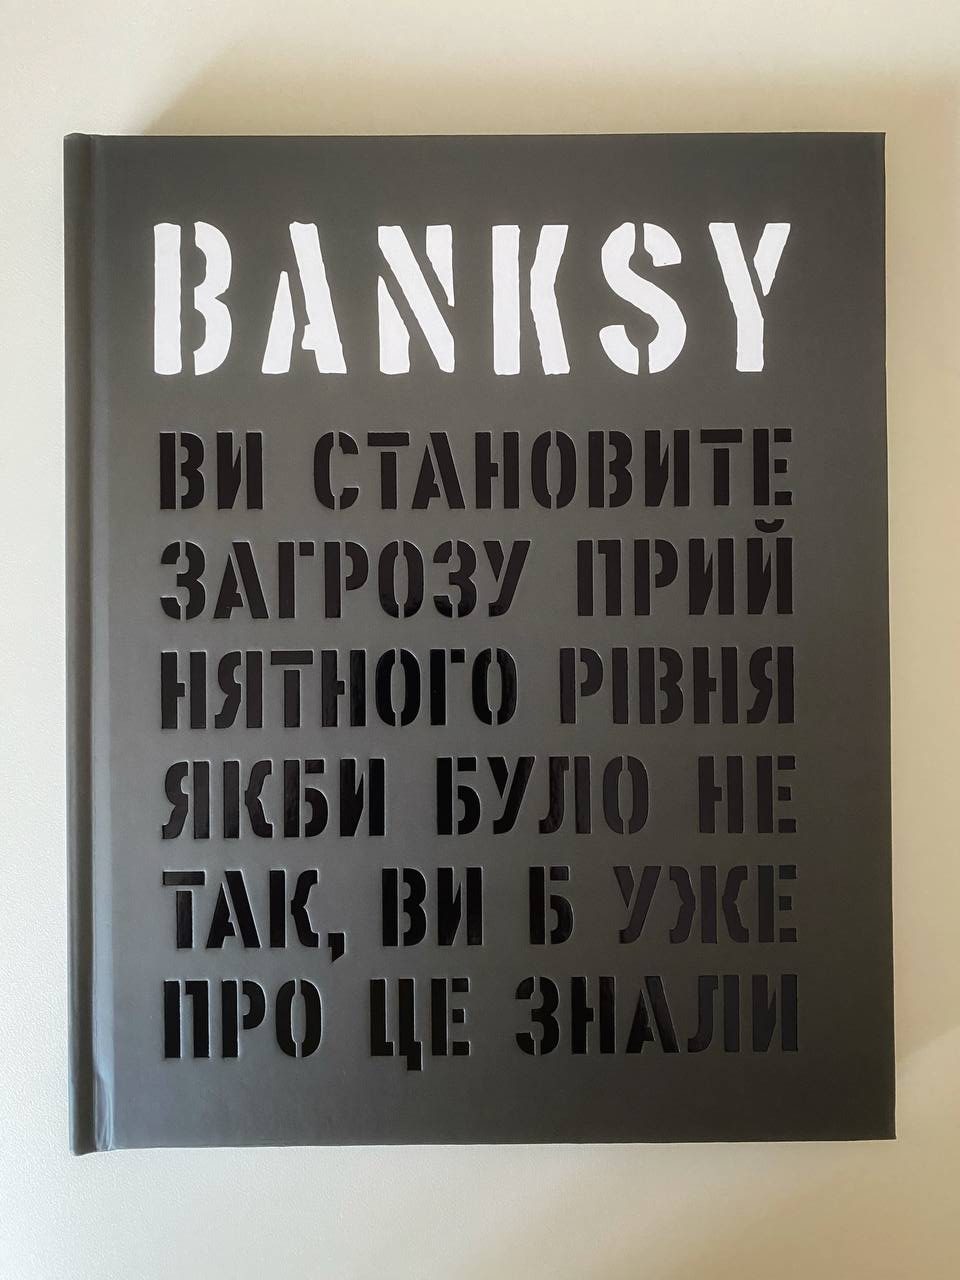 BANKSY
ВИ СТАНОВИТЕ
ЗАГРОЗУ ПРИЙ
НЯТНОГО РІВНЯ
ЯКБИ БУЛО НЕ
ТАК, ВИ Б УЖЕ
ПРО ЦЕ ЗНАЛИ